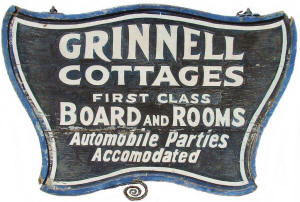 GRINNELL
COTTAGES
FIRST CLASS
BOARD AND ROOMS
Automobile Parties
Accomodated